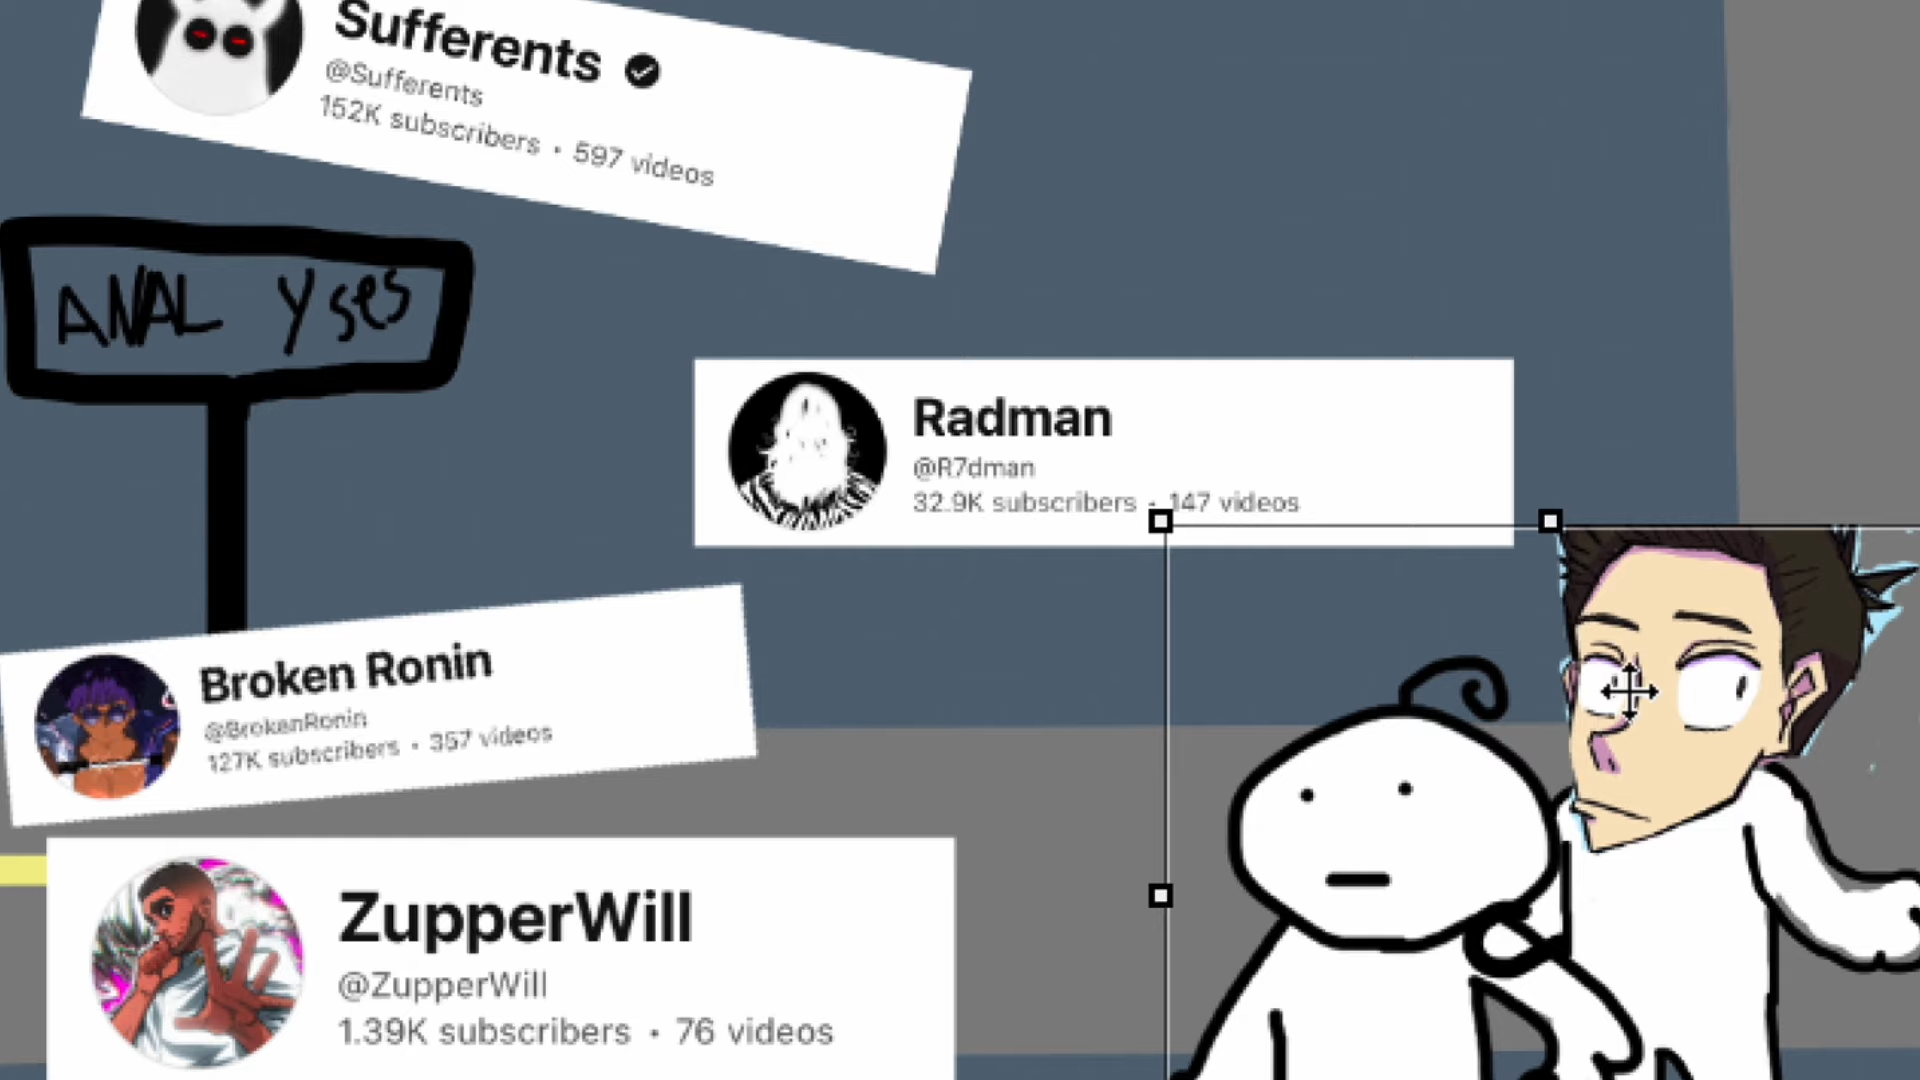 Sufferents
@Sufferents
152K subscribers • 597 videos
ANAL Yses
Radman
@R7dman
32.9K subscribers • 147 videos
Broken Ronin
@BrokenRonin
127K subscribers • 357 videos
ZupperWill
@ZupperWill
1.39K subscribers • 76 videos